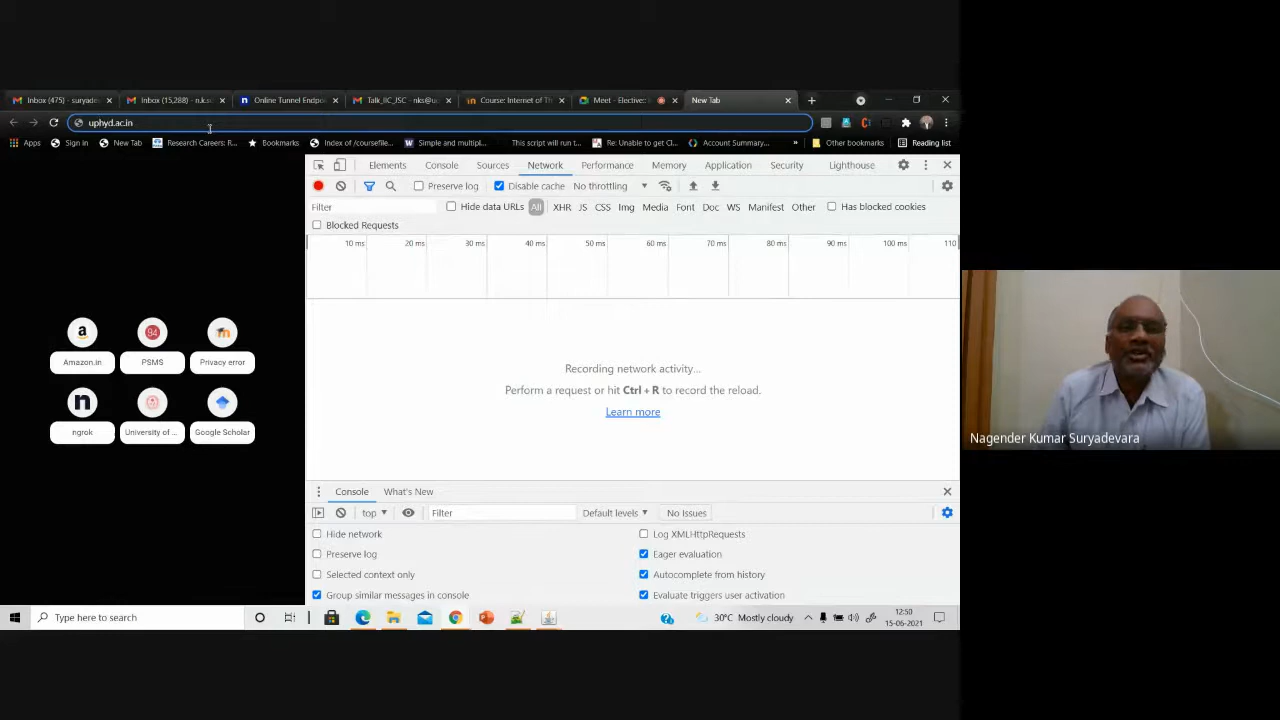 Inbox (475) - suryadev
Inbox (15,288) - n.k.su
Online Tunnel Endpo
Talk_IIC_JSC - nks@u
Course: Internet of Th
Meet - Elective:
New Tab
uphyd.ac.in
Apps
Sign in
New Tab
Research Careers: R...
Bookmarks
Index of /coursefile...
Simple and multipl...
This script will run t...
Re: Unable to get Cl...
Account Summary...
»
Other bookmarks
Reading list
Elements
Console
Sources
Network
Performance
Memory
Application
Security
Lighthouse
Preserve log
Disable cache
No throttling
Filter
Hide data URLs
All
XHR
JS
CSS
Img
Media
Font
Doc
WS
Manifest
Other
Has blocked cookies
Blocked Requests
10 ms
20 ms
30 ms
40 ms
50 ms
60 ms
70 ms
80 ms
90 ms
100 ms
110
a
94
Amazon.in
PSMS
Privacy error
n
ngrok
University of ...
Google Scholar
Recording network activity...
Perform a request or hit Ctrl + R to record the reload.
Learn more
Nagender Kumar Suryadevara
Console
What's New
top
Filter
Default levels
No Issues
Hide network
Log XMLHttpRequests
Preserve log
Eager evaluation
Selected context only
Autocomplete from history
Group similar messages in console
Evaluate triggers user activation
Type here to search
30°C Mostly cloudy
12:50
15-06-2021